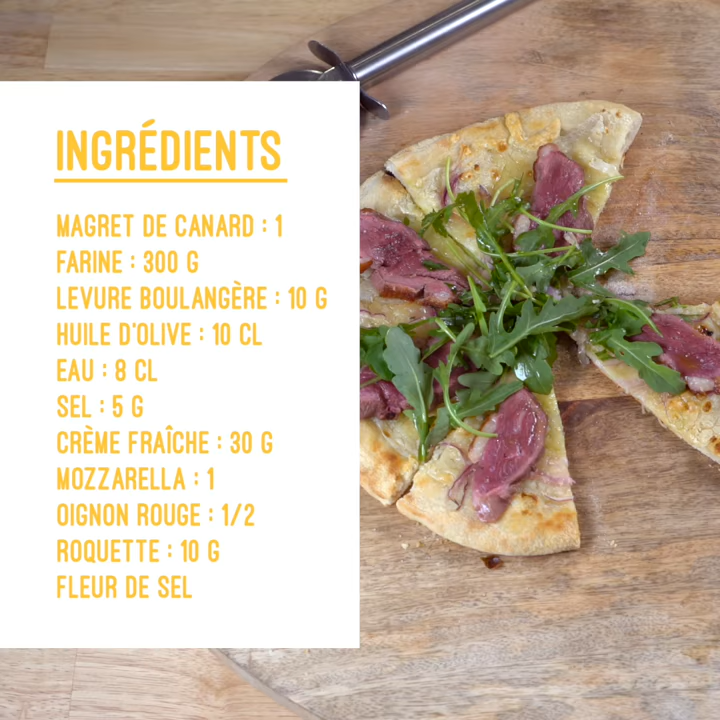 INGRÉDIENTS
MAGRET DE CANARD : 1
FARINE : 300 G
LEVURE BOULANGÈRE : 10 G
HUILE D'OLIVE : 10 CL
EAU : 8 CL
SEL : 5 G
CRÈME FRAÎCHE : 30 G
MOZZARELLA : 1
OIGNON ROUGE : 1/2
ROQUETTE : 10 G
FLEUR DE SEL